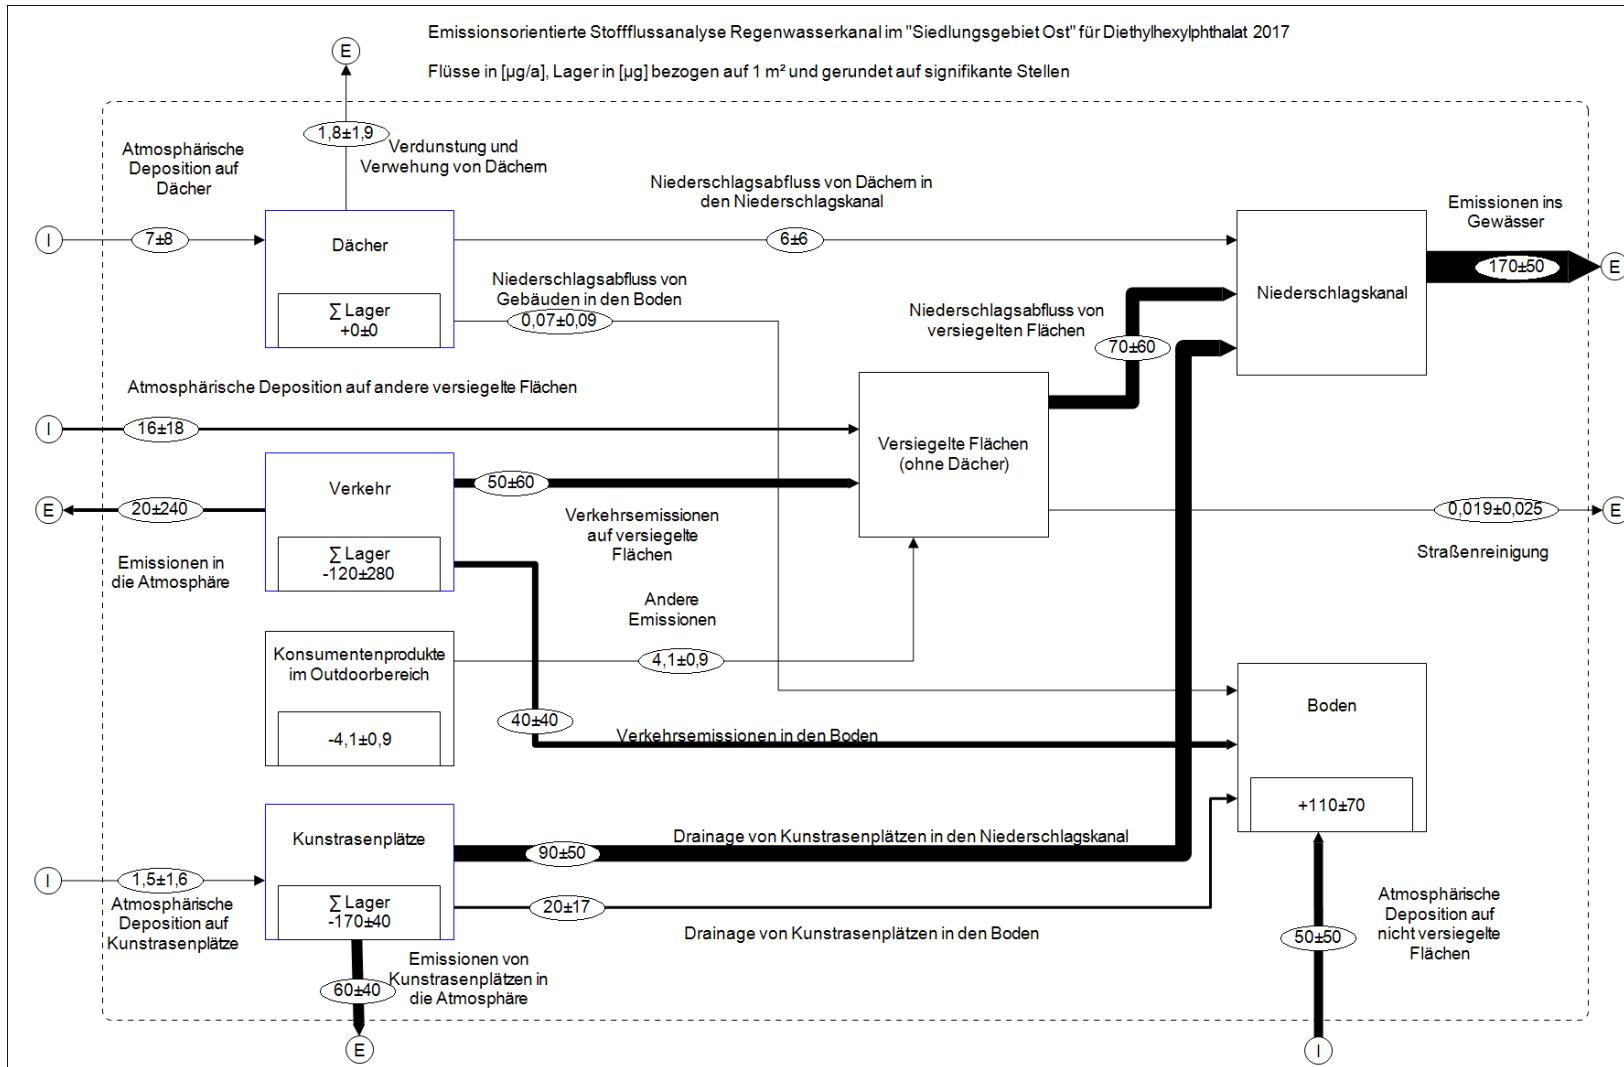 Emissionsorientierte Stoffflussanalyse Regenwasserkanal im "Siedlungsgebiet Ost" für Diethylhexylphthalat 2017
Flüsse in [µg/a], Lager in [µg] bezogen auf 1 m² und gerundet auf signifikante Stellen
E
1,8±1,9
Verdunstung und
Verwehung von Dächern
Atmosphärische
Deposition auf
Dächer
I
7±8
Dächer
∑ Lager
+0±0
Niederschlagsabfluss von Dächern in
den Niederschlagskanal
6±6
Niederschlagsabfluss von
Gebäuden in den Boden
0,07±0,09
Niederschlagskanal
Emissionen ins
Gewässer
170±50
E
Niederschlagsabfluss von
versiegelten Flächen
70±60
Atmosphärische Deposition auf andere versiegelte Flächen
I
16±18
Versiegelte Flächen
(ohne Dächer)
Verkehr
∑ Lager
-120±280
50±60
Verkehrsemissionen
auf versiegelte
Flächen
E
20±240
Emissionen in
die Atmosphäre
0,019±0,025
E
Straßenreinigung
Andere
Emissionen
4,1±0,9
Konsumentenprodukte
im Outdoorbereich
-4,1±0,9
40±40
Verkehrsemissionen in den Boden
Boden
+110±70
Kunstrasenplätze
∑ Lager
-170±40
90±50
Drainage von Kunstrasenplätzen in den Niederschlagskanal
I
1,5±1,6
Atmosphärische
Deposition auf
Kunstrasenplätze
20±17
Drainage von Kunstrasenplätzen in den Boden
Emissionen von
Kunstrasenplätzen in
die Atmosphäre
60±40
E
Atmosphärische
Deposition auf
nicht versiegelte
Flächen
50±50
I